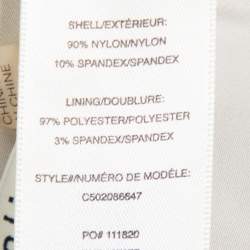 SHELL/EXTÉRIEUR:
90% NYLON/NYLON
10% SPANDEX/SPANDEX
LINING/DOUBLURE:
97% POLYESTER/POLYESTER
3% SPANDEX/SPANDEX
STYLE#/NUMÉRO DE MODÈLE:
C502086647
PO# 111820
CHINE